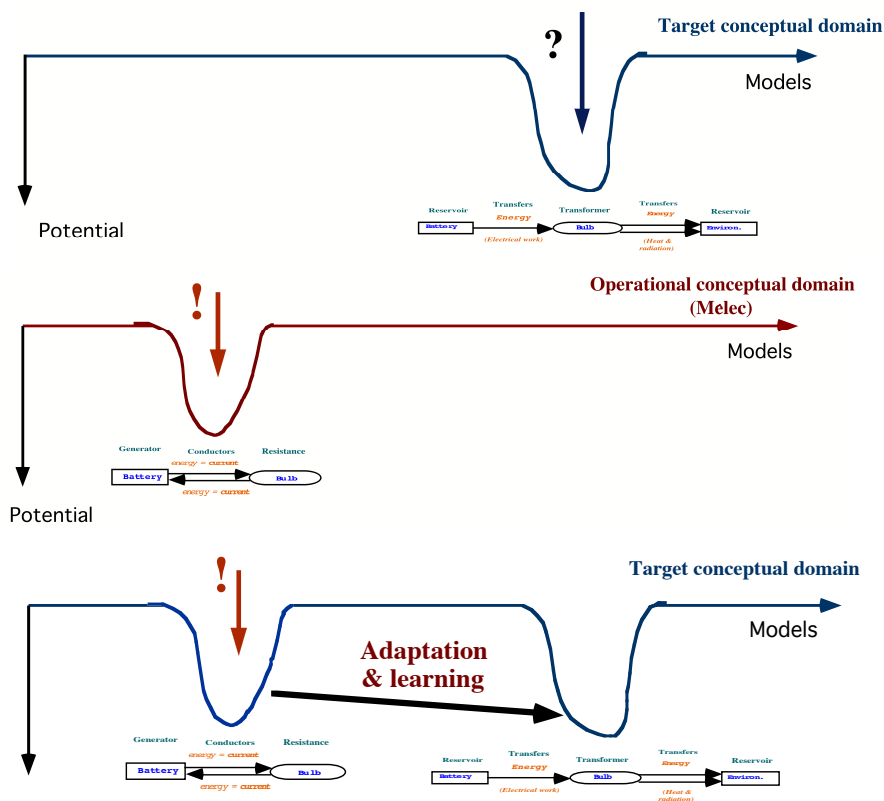 Target conceptual domain
?
Models
Potential
Reservoir Transfers Transformer Transfers Reservoir
Energy Energy
Battery Bulb Environ.
(Electrical work) (Heat &
radiation)
Operational conceptual domain
(Melec)
!
Models
Generator Conductors Resistance
energy = current
Battery Bulb
energy = current
Potential
!
Target conceptual domain
Models
Adaptation
& learning
Generator Conductors Resistance
energy = current
Battery Bulb
energy = current
Reservoir Transfers Transformer Transfers Reservoir
Energy Energy
Battery Bulb Environ.
(Electrical work) (Heat &
radiation)